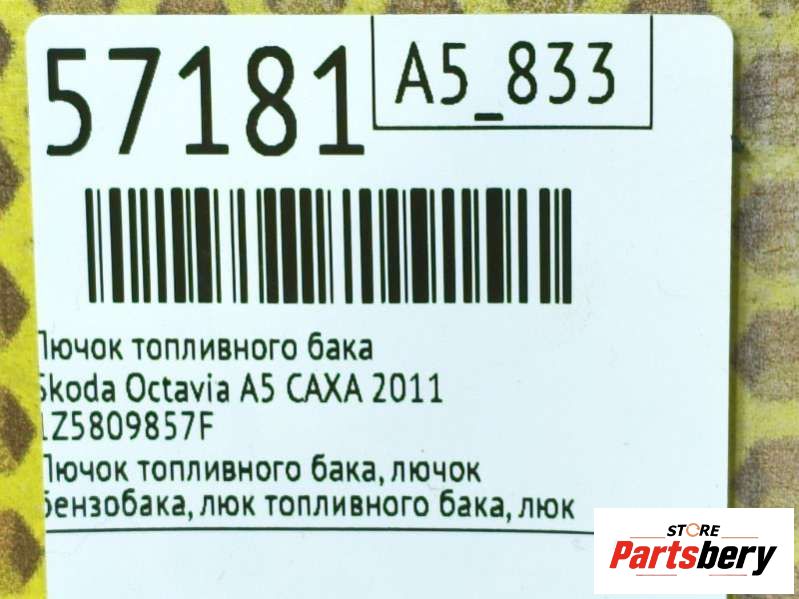 57181
A5_833
Лючок топливного бака
Skoda Octavia A5 CAXA 2011
1Z5809857F
Лючок топливного бака, лючок
бензобака, люк топливного бака, люк
STORE
Partsbery